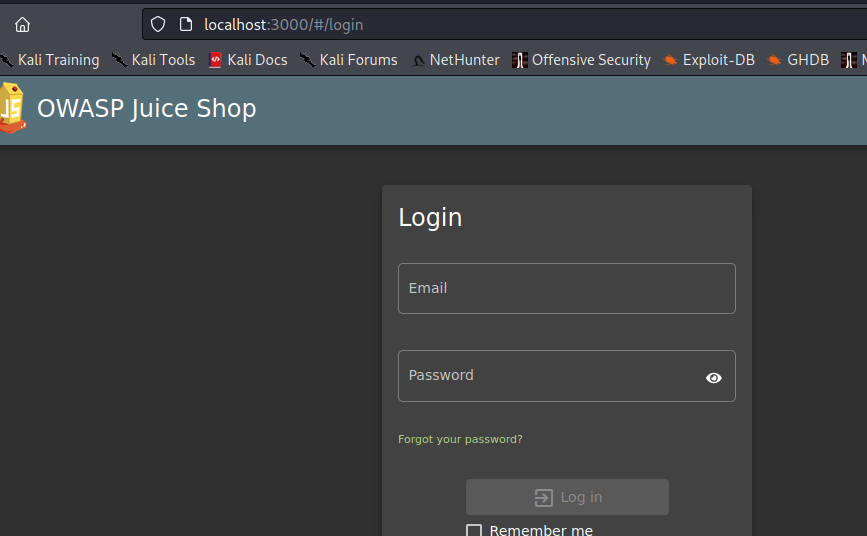 localhost:3000/#/login
Kali Training Kali Tools Kali Docs Kali Forums NetHunter Offensive Security Exploit-DB GHDB
JS OWASP Juice Shop
Login
Email
Password
Forgot your password?
Log in
Remember me